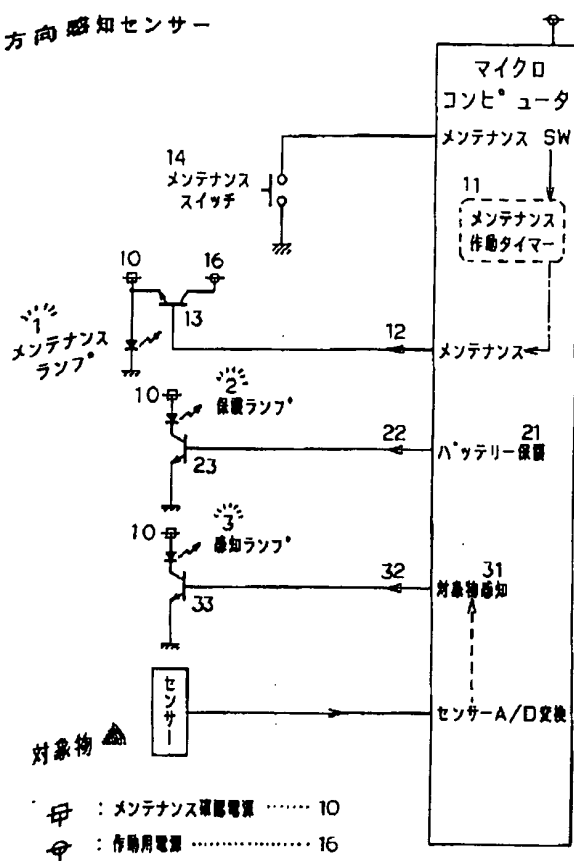 方向感知センサー
マイクロ
コンピュータ
メンテナンス SW
14
メンテナンス
スイッチ
11
メンテナンス
作動タイマー
10
16
13
1
メンテナンス
ランプ
12
メンテナンス
10
2
保護ランプ
22
21
バッテリー保護
23
10
3
感知ランプ
32
31
対象物感知
33
センサー
センサーA/D変換
対象物
：メンテナンス確認電源 …… 10
：作動用電源 …………… 16